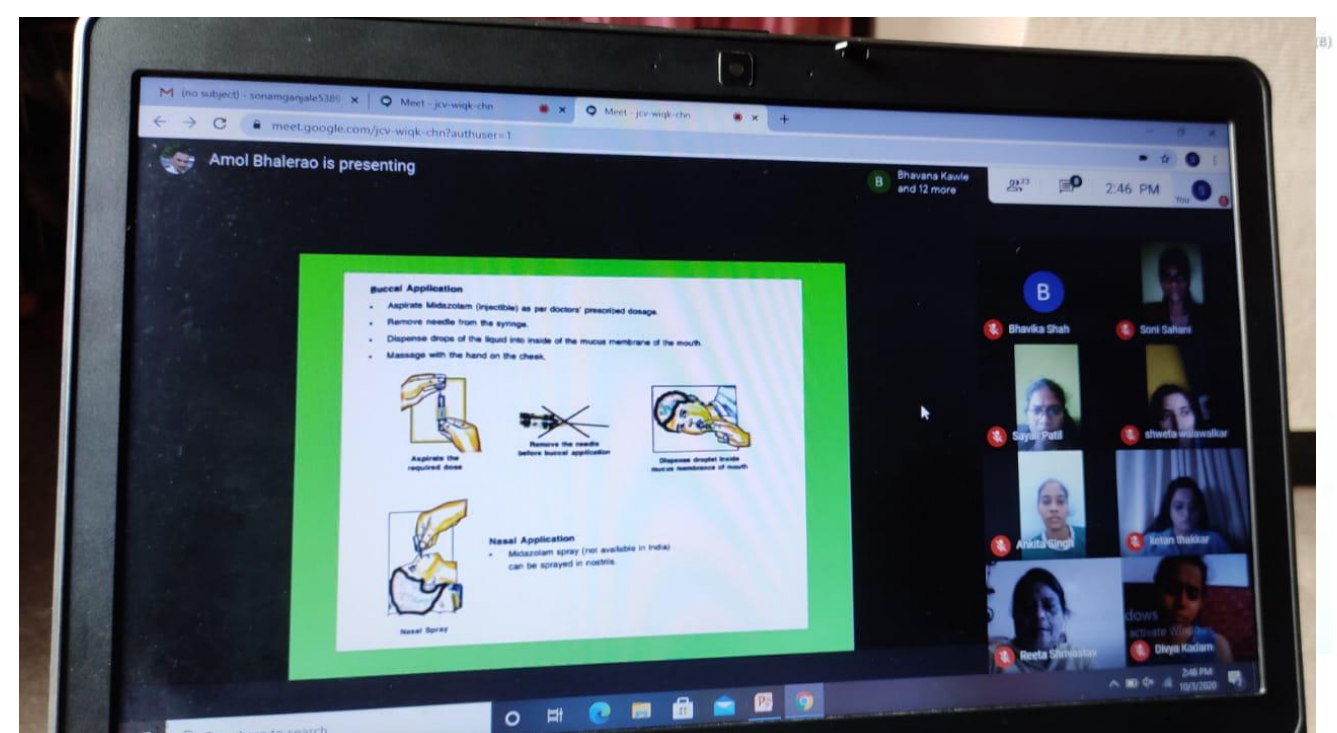 (B)
(no subject) - sonamganjale5386
Meet - jcv-wiqk-chn
Meet - jcv-wiqk-chn
meet.google.com/jcv-wiqk-chn?authuser=1
Amol Bhalerao is presenting
B
Bhavana Kawle
and 12 more
23
2:46 PM
You
S
Buccal Application
• Aspirate Midazolam (injectible) as per doctors' prescribed dosage.
• Remove needle from the syringe.
• Dispense drops of the liquid into inside of the mucus membrane of the mouth.
• Massage with the hand on the cheek.
Aspirate the
required dose
Remove the needle
before buccal application
Dispense droplet inside
mucus membrance of mouth
Nasal Application
• Midazolam spray (not available in India)
can be sprayed in nostrils.
Nasal Spray
B
Bhavika Shah
Soni Sahani
Sayali Patil
shweta walawalkar
Ankita Singh
ketan thakkar
Reeta Shrivastav
Divya Kadam
2:46 PM
10/3/2020